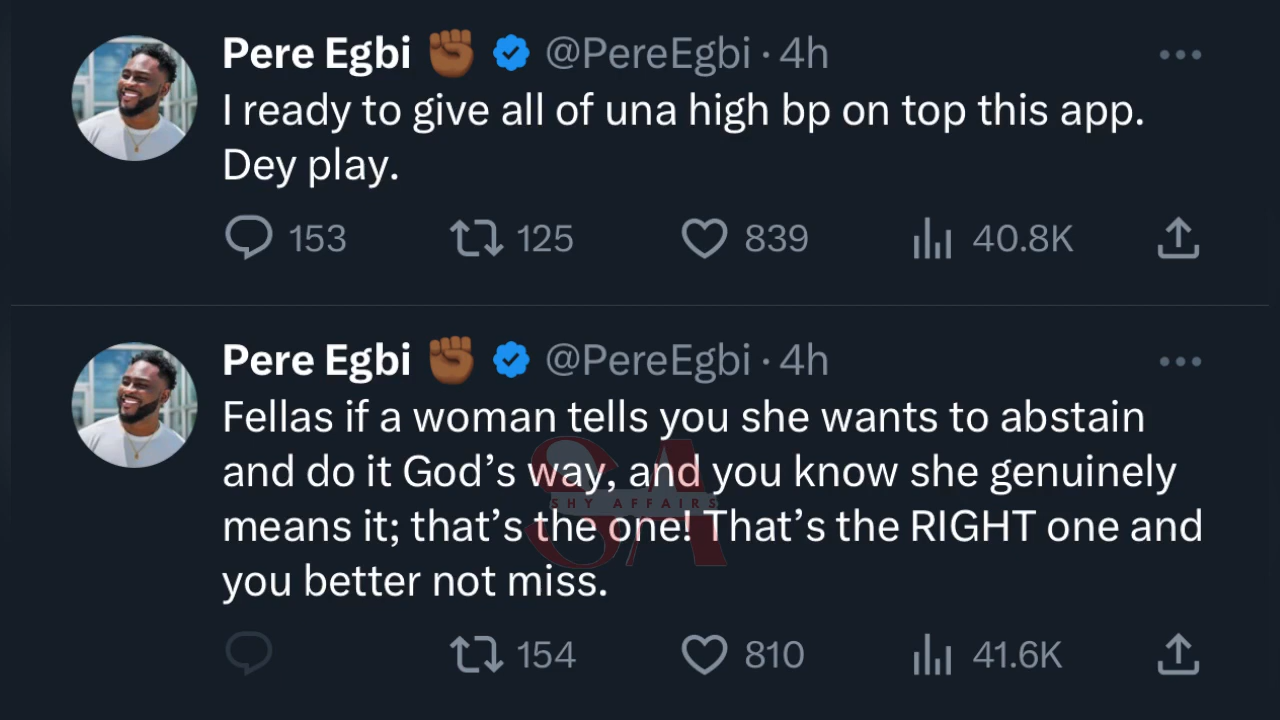 Pere Egbi ✊🏾 @PereEgbi · 4h
I ready to give all of una high bp on top this app.
Dey play.
153 125 839 40.8K
Pere Egbi ✊🏾 @PereEgbi · 4h
Fellas if a woman tells you she wants to abstain
and do it God’s way, and you know she genuinely
means it; that’s the one! That’s the RIGHT one and
you better not miss.
154 810 41.6K
SA
SHY AFFAIRS